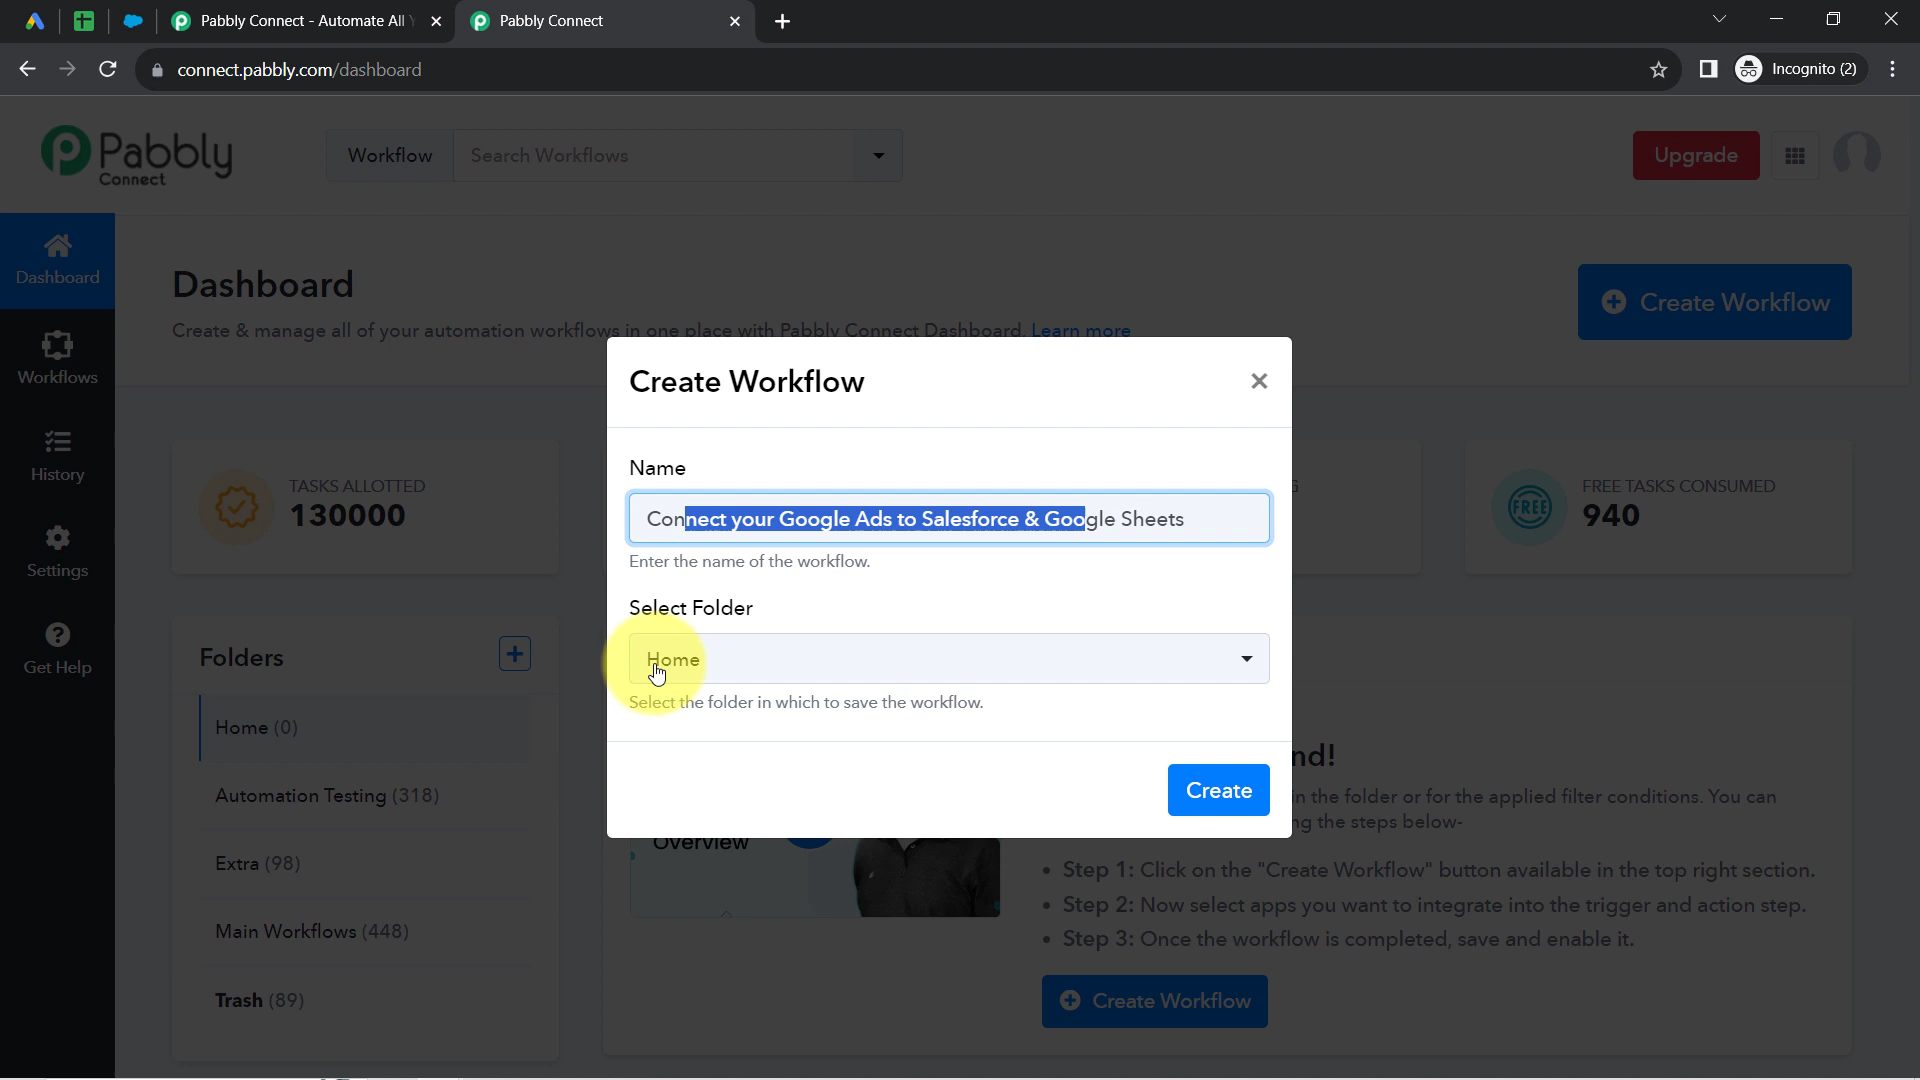 Pabbly Connect - Automate All Y
Pabbly Connect
connect.pabbly.com/dashboard
Incognito (2)
Pabbly
Connect
Workflow
Search Workflows
Upgrade
Dashboard
Workflows
History
Settings
Get Help
Dashboard
Create & manage all of your automation workflows in one place with Pabbly Connect Dashboard. Learn more
Create Workflow
TASKS ALLOTTED
130000
FREE
FREE TASKS CONSUMED
940
Folders
Home (0)
Automation Testing (318)
Extra (98)
Main Workflows (448)
Trash (89)
Create Workflow
Name
Connect your Google Ads to Salesforce & Google Sheets
Enter the name of the workflow.
Select Folder
Home
Select the folder in which to save the workflow.
Create
Overview
nd!
in the folder or for the applied filter conditions. You can
ng the steps below-
• Step 1: Click on the "Create Workflow" button available in the top right section.
• Step 2: Now select apps you want to integrate into the trigger and action step.
• Step 3: Once the workflow is completed, save and enable it.
Create Workflow